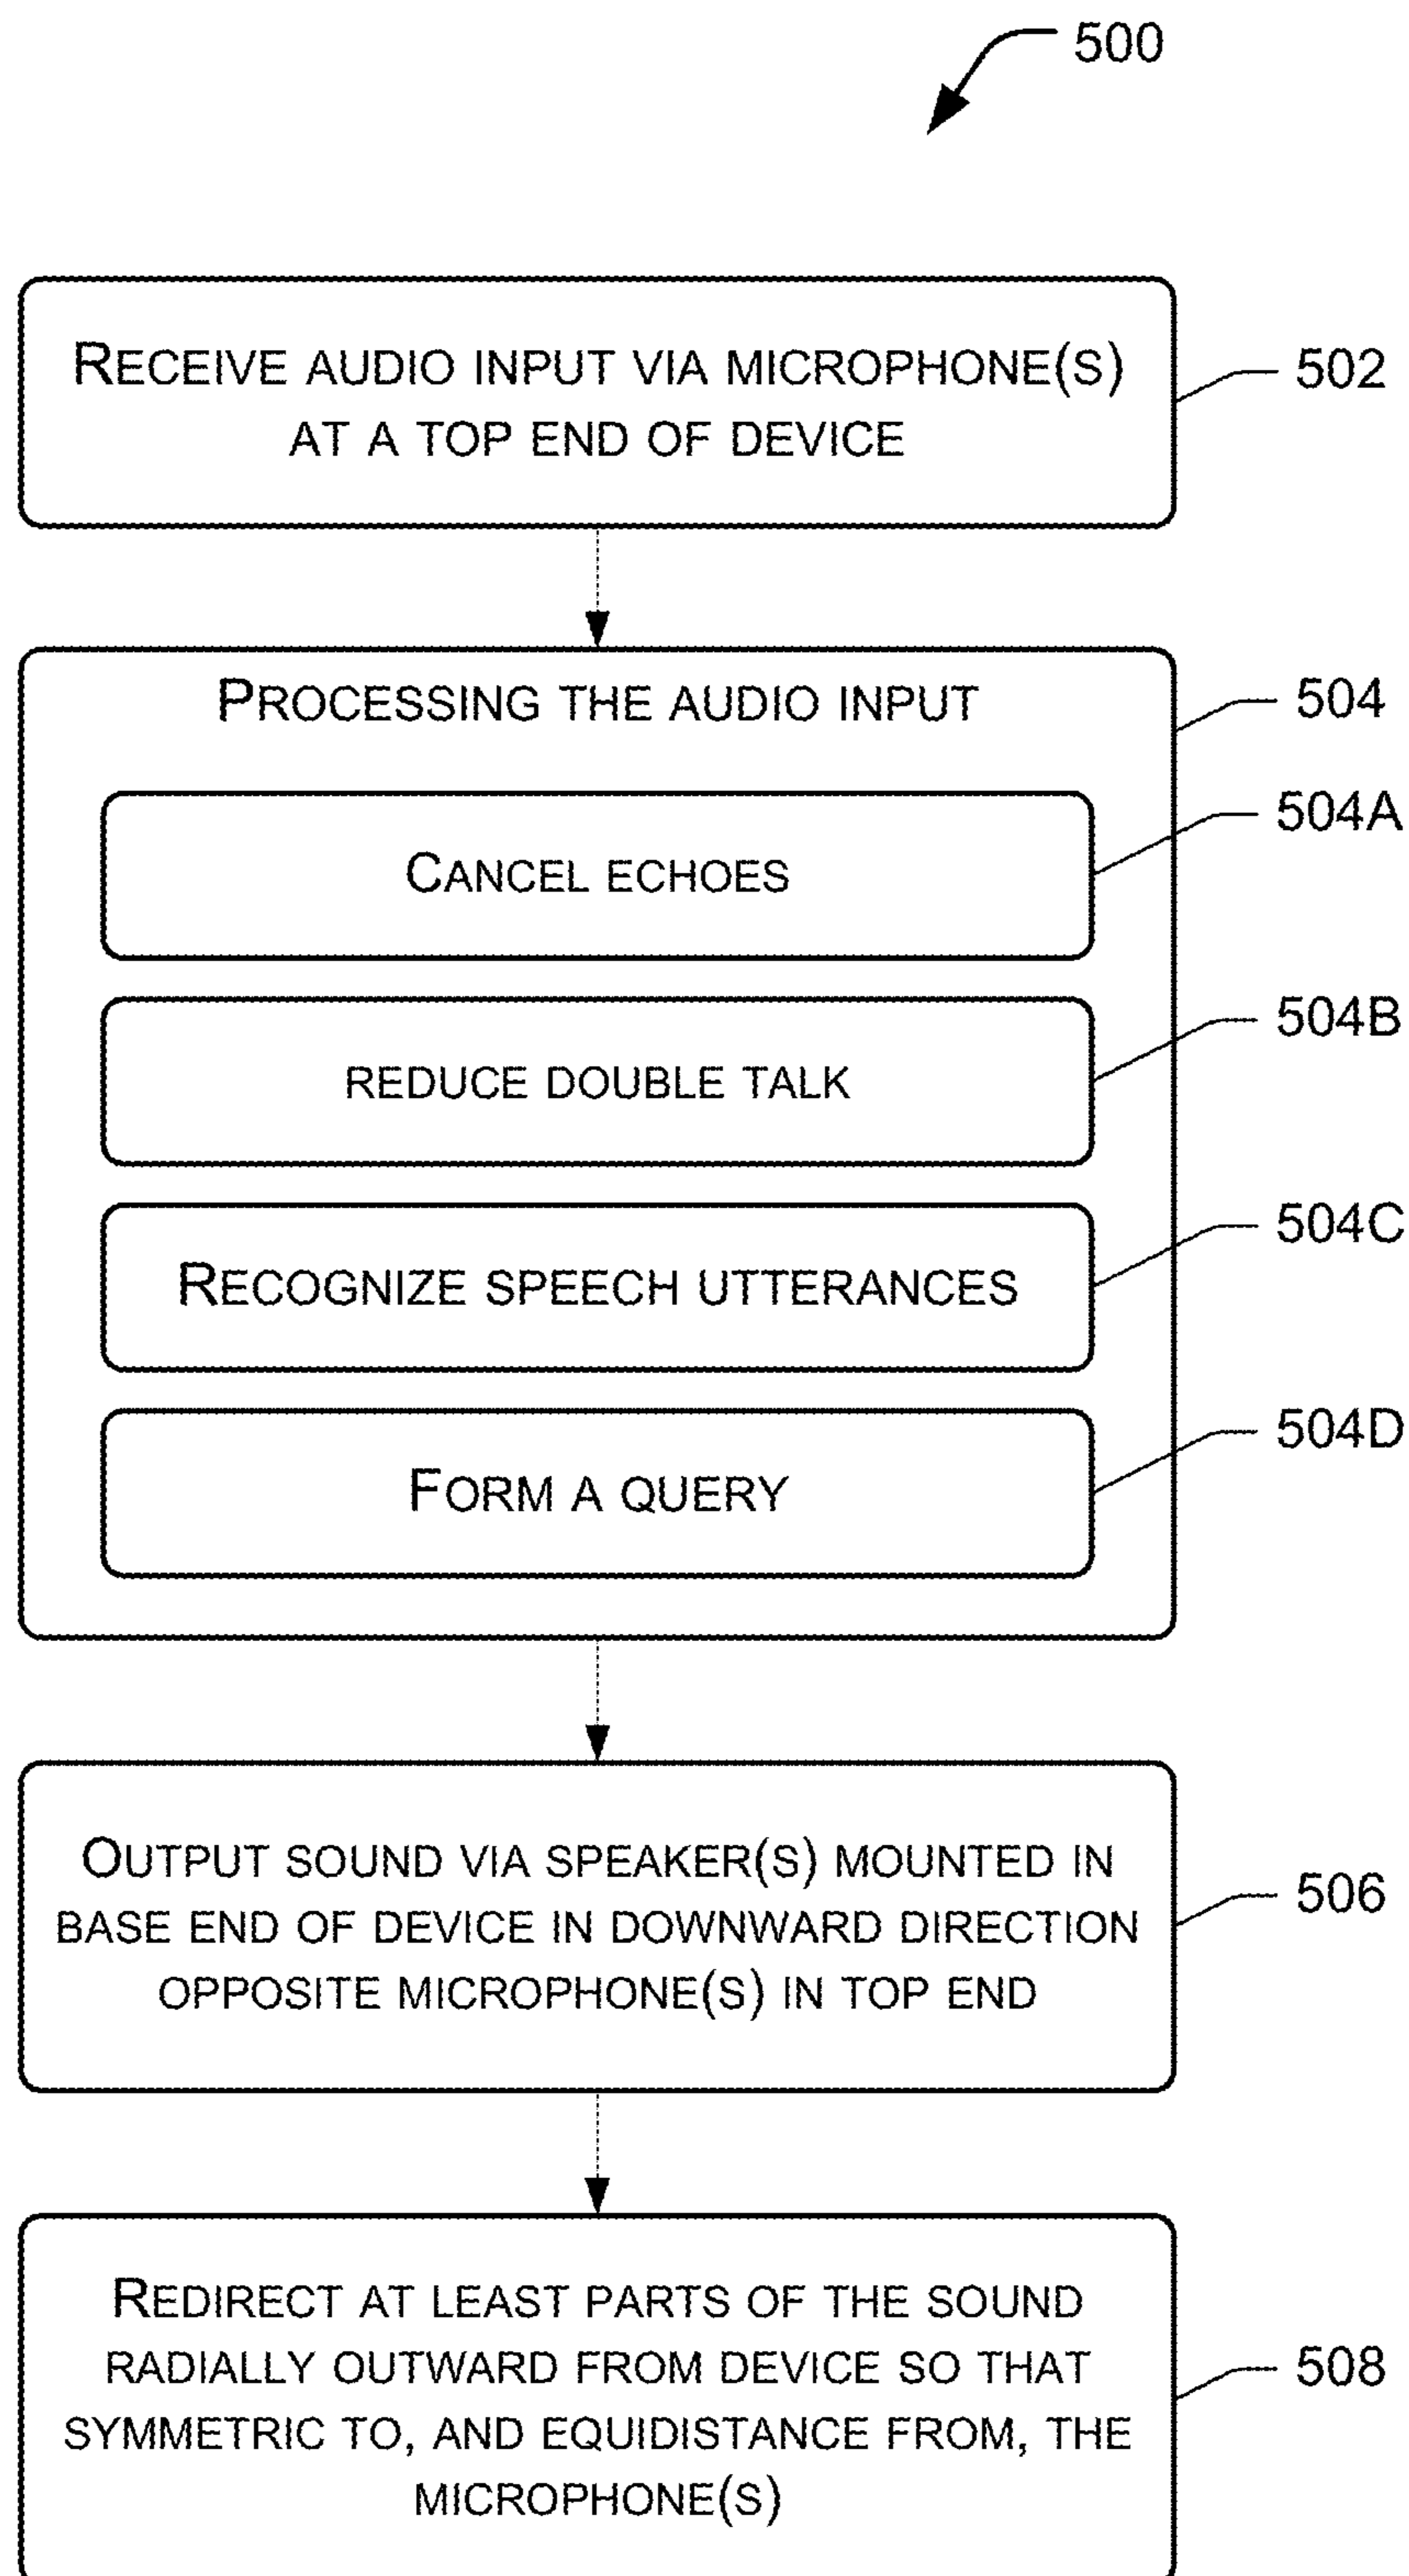 500
RECEIVE AUDIO INPUT VIA MICROPHONE(S)
AT A TOP END OF DEVICE
502
PROCESSING THE AUDIO INPUT
504
CANCEL ECHOES
504A
REDUCE DOUBLE TALK
504B
RECOGNIZE SPEECH UTTERANCES
504C
FORM A QUERY
504D
OUTPUT SOUND VIA SPEAKER(S) MOUNTED IN
BASE END OF DEVICE IN DOWNWARD DIRECTION
OPPOSITE MICROPHONE(S) IN TOP END
506
REDIRECT AT LEAST PARTS OF THE SOUND
RADIALLY OUTWARD FROM DEVICE SO THAT
SYMMETRIC TO, AND EQUIDISTANCE FROM, THE
MICROPHONE(S)
508